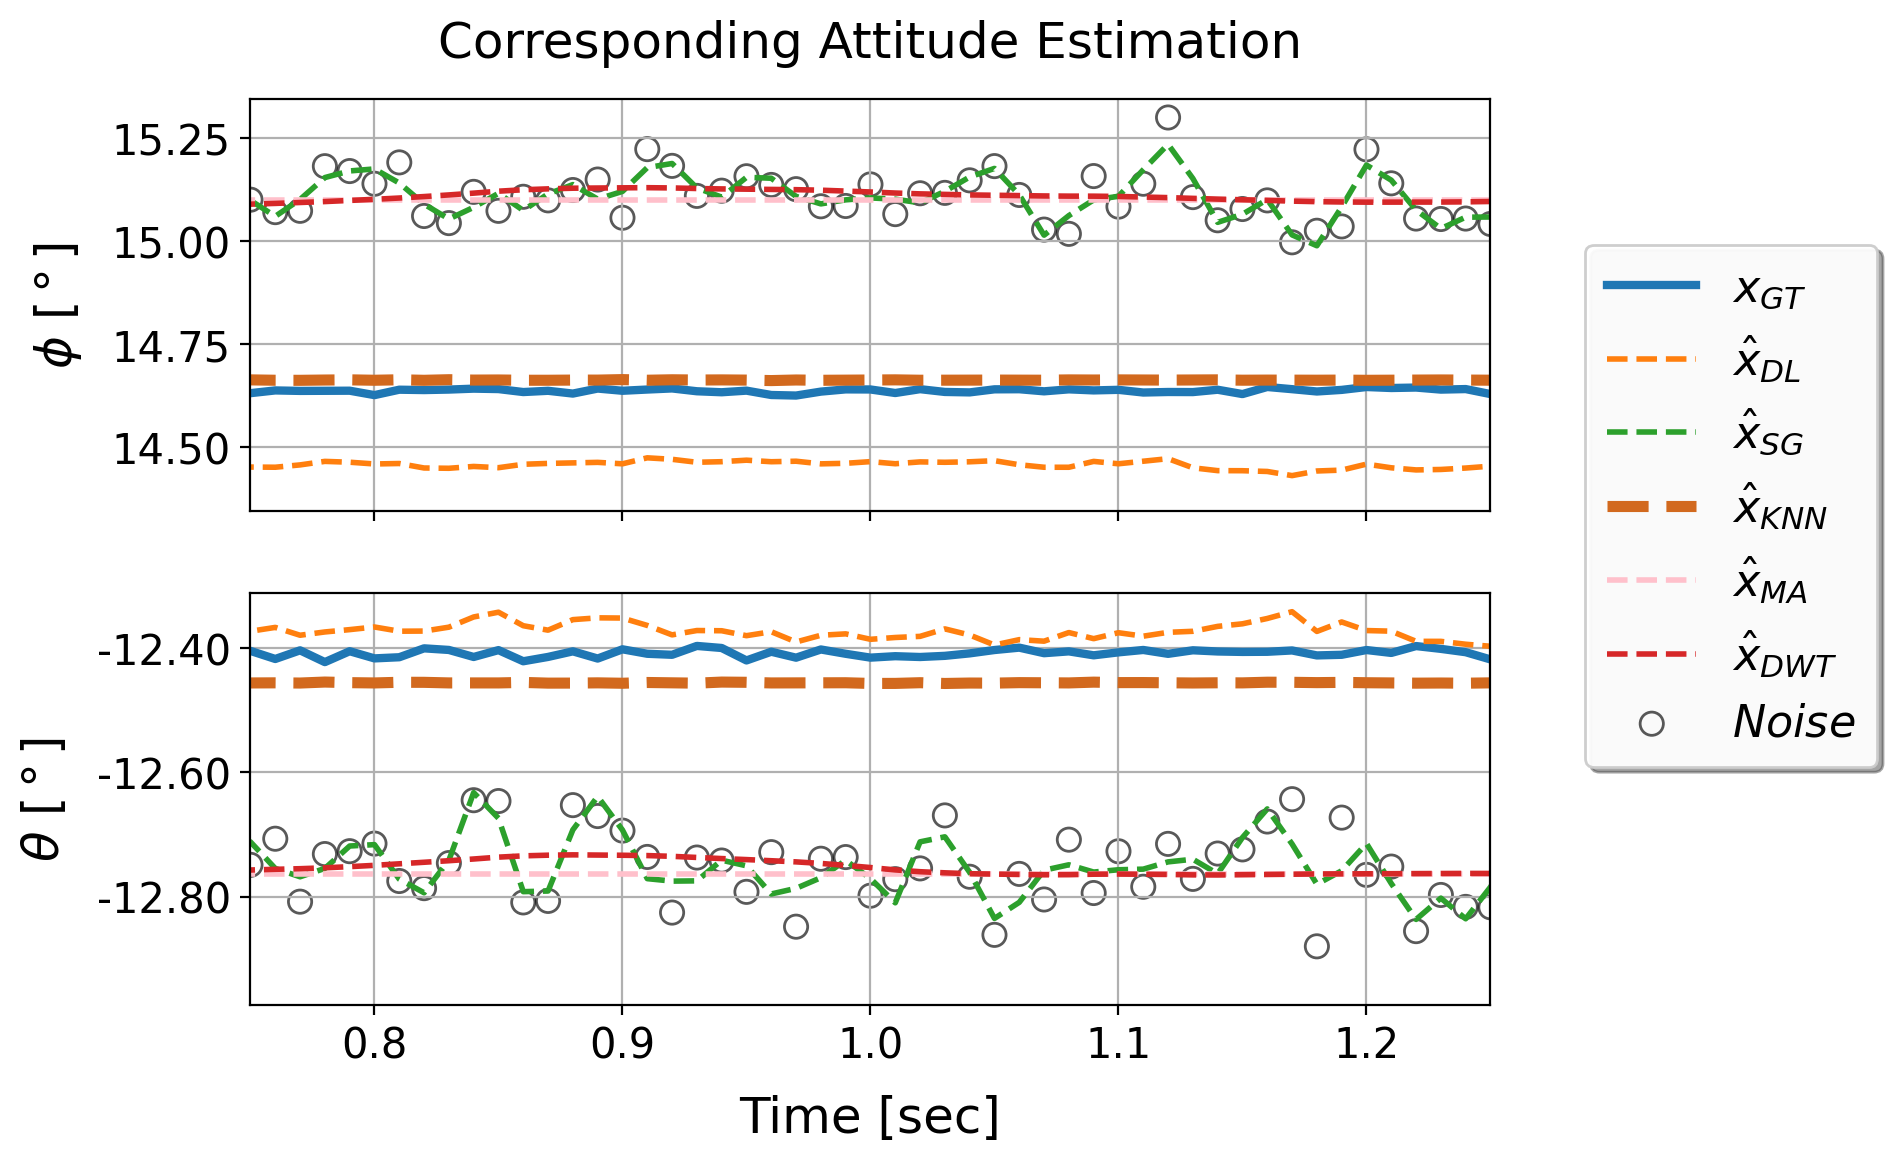 Corresponding Attitude Estimation
15.25
15.00
14.75
14.50
ϕ [°]
-12.40
-12.60
-12.80
θ [°]
0.8 0.9 1.0 1.1 1.2
Time [sec]
x_GT
x̂_DL
x̂_SG
x̂_KNN
x̂_MA
x̂_DWT
Noise